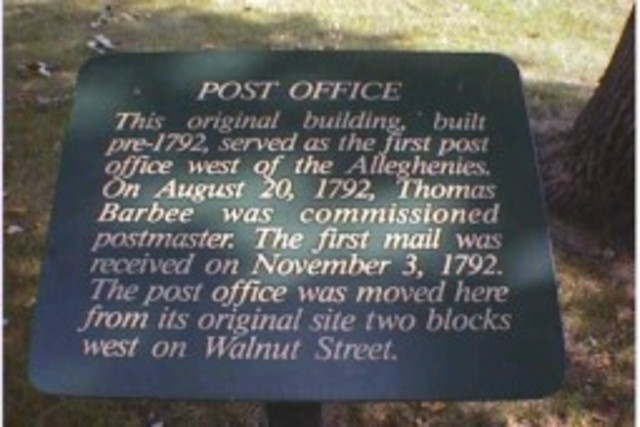 POST OFFICE
This original building, built
pre-1792, served as the first post
office west of the Alleghenies.
On August 20, 1792, Thomas
Barbee was commissioned
postmaster. The first mail was
received on November 3, 1792.
The post office was moved here
from its original site two blocks
west on Walnut Street.